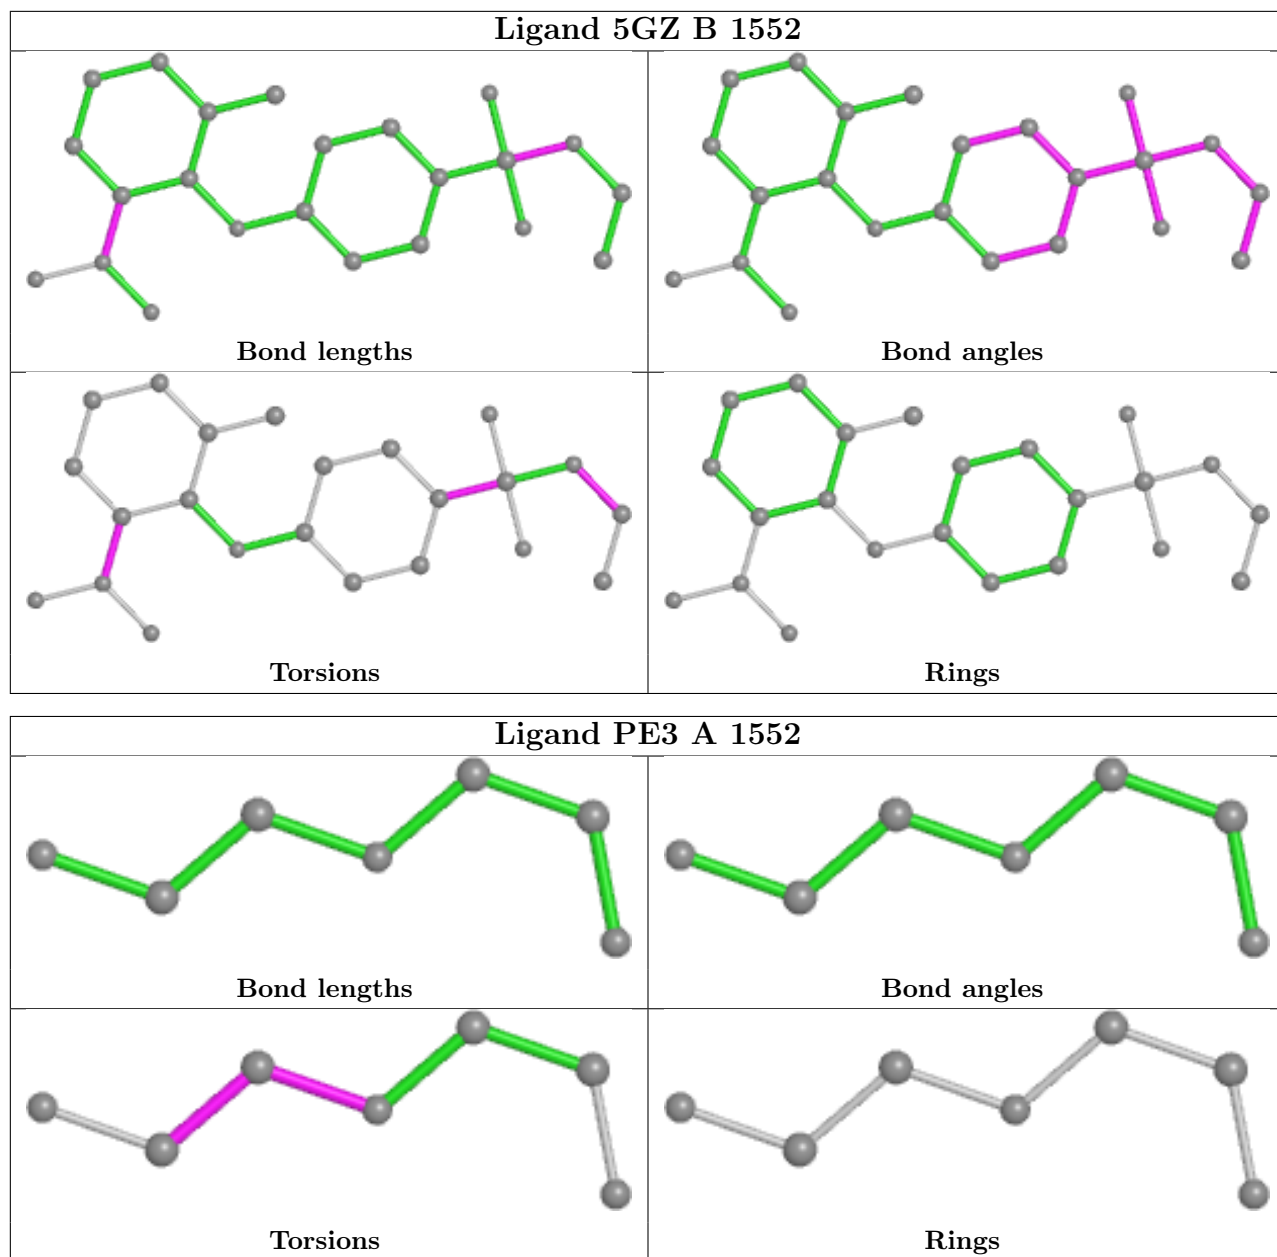 Ligand 5GZ B 1552
Bond lengths
Bond angles
Torsions
Rings
Ligand PE3 A 1552
Bond lengths
Bond angles
Torsions
Rings